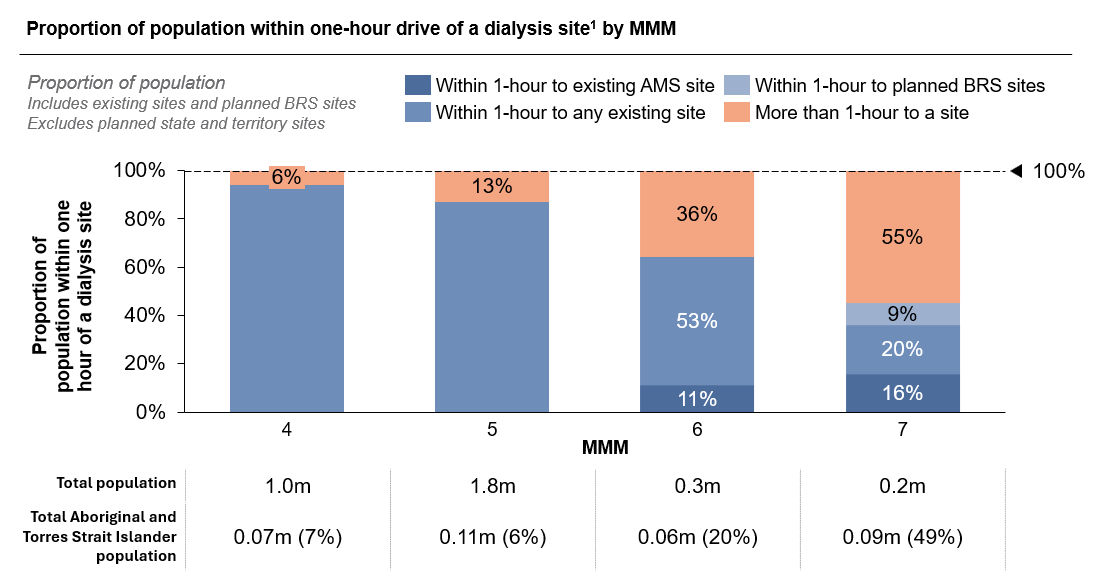 Proportion of population within one-hour drive of a dialysis site¹ by MMM
Proportion of population
Includes existing sites and planned BRS sites
Excludes planned state and territory sites
Within 1-hour to existing AMS site
Within 1-hour to planned BRS sites
Within 1-hour to any existing site
More than 1-hour to a site
Proportion of
population within one
hour of a dialysis site
100%
80%
60%
40%
20%
0%
6%
13%
36%
53%
11%
55%
9%
20%
16%
100%
4
5
6
7
MMM
Total population
1.0m
1.8m
0.3m
0.2m
Total Aboriginal and
Torres Strait Islander
population
0.07m (7%)
0.11m (6%)
0.06m (20%)
0.09m (49%)